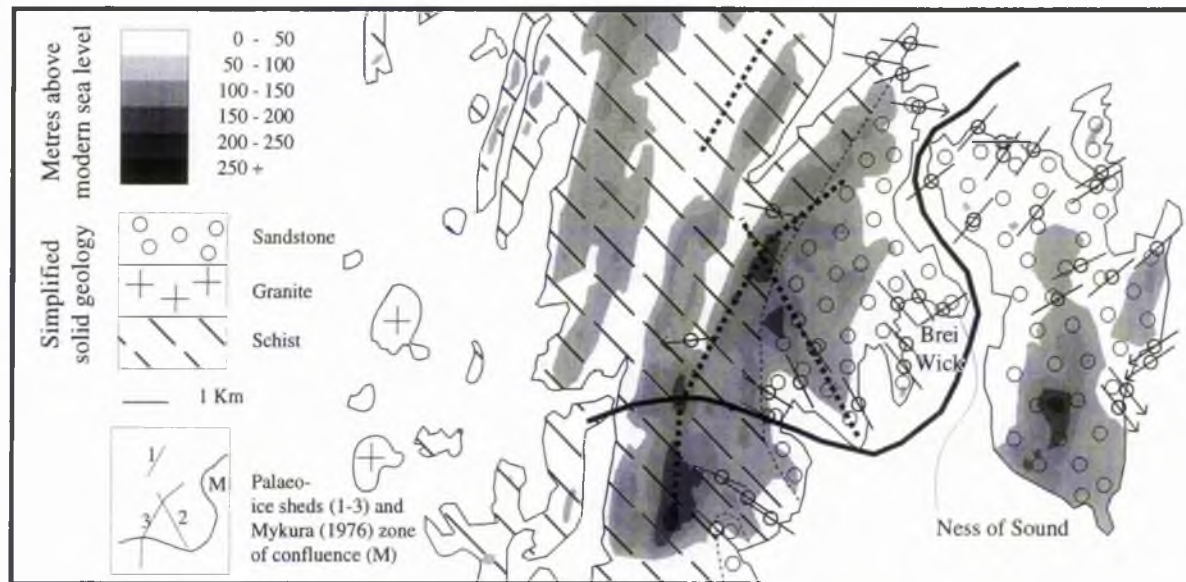 Metres above
modern sea level
0 - 50
50 - 100
100 - 150
150 - 200
200 - 250
250 +
Simplified
solid geology
Sandstone
Granite
Schist
1 Km
1
2
3
M
Palaeo-
ice sheds (1-3) and
Mykura (1976) zone
of confluence (M)
Brei
Wick
Ness of Sound